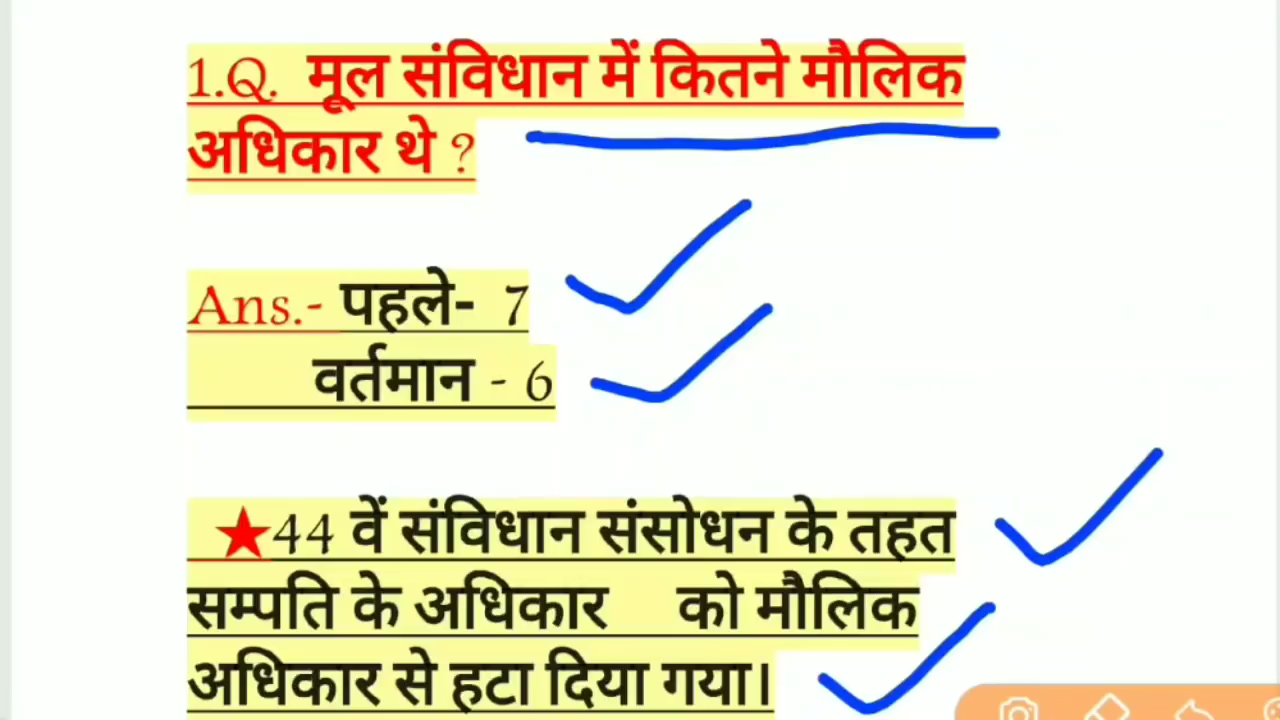 1.Q. मूल संविधान में कितने मौलिक
अधिकार थे ?
Ans.- पहले- 7
वर्तमान - 6
★44 वें संविधान संसोधन के तहत
सम्पति के अधिकार को मौलिक
अधिकार से हटा दिया गया।